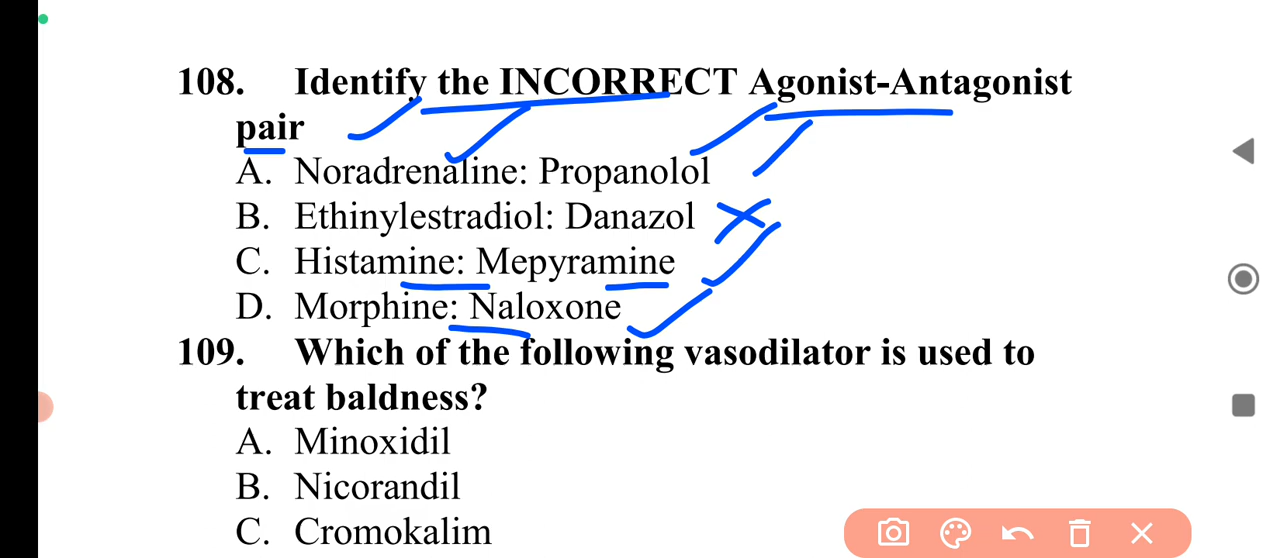 108. Identify the INCORRECT Agonist-Antagonist
pair
A. Noradrenaline: Propanolol
B. Ethinylestradiol: Danazol
C. Histamine: Mepyramine
D. Morphine: Naloxone
109. Which of the following vasodilator is used to
treat baldness?
A. Minoxidil
B. Nicorandil
C. Cromokalim